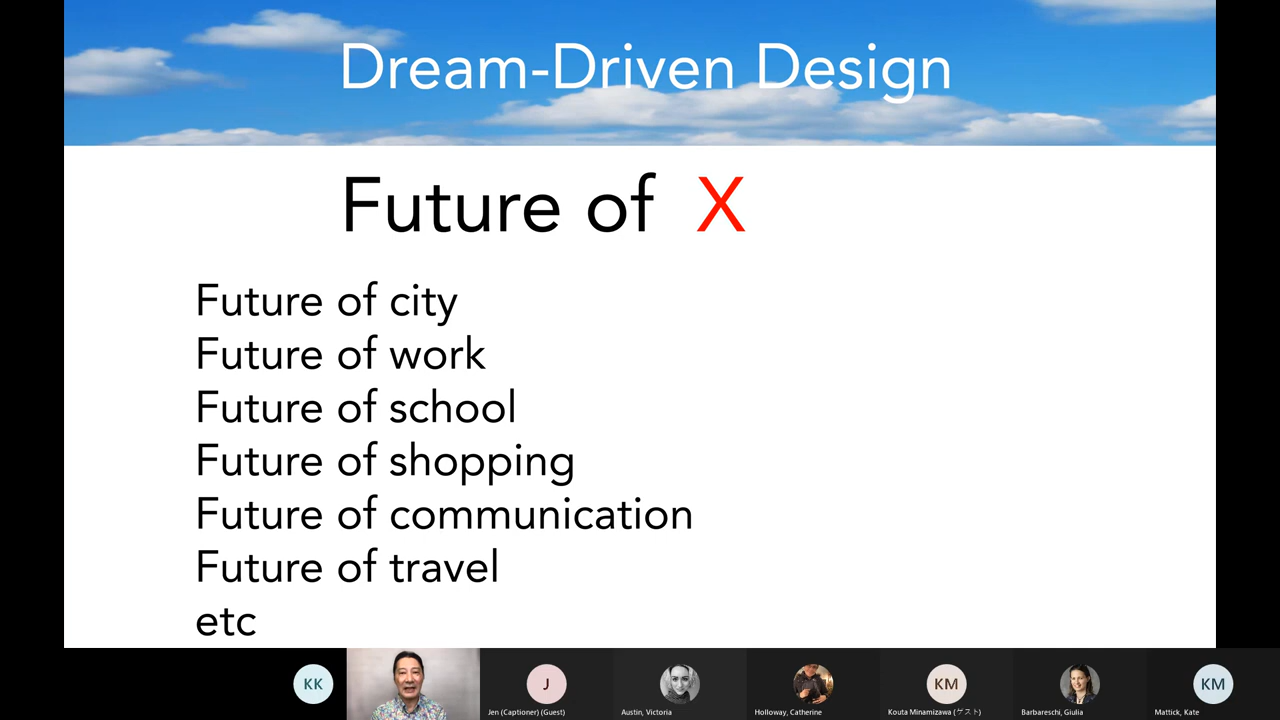 Dream-Driven Design
Future of X
Future of city
Future of work
Future of school
Future of shopping
Future of communication
Future of travel
etc
KK
J
KM
KM
Jen (Captioner) (Guest)
Austin, Victoria
Holloway, Catherine
Kouta Minamizawa (ゲスト)
Barbareschi, Giulia
Mattick, Kate